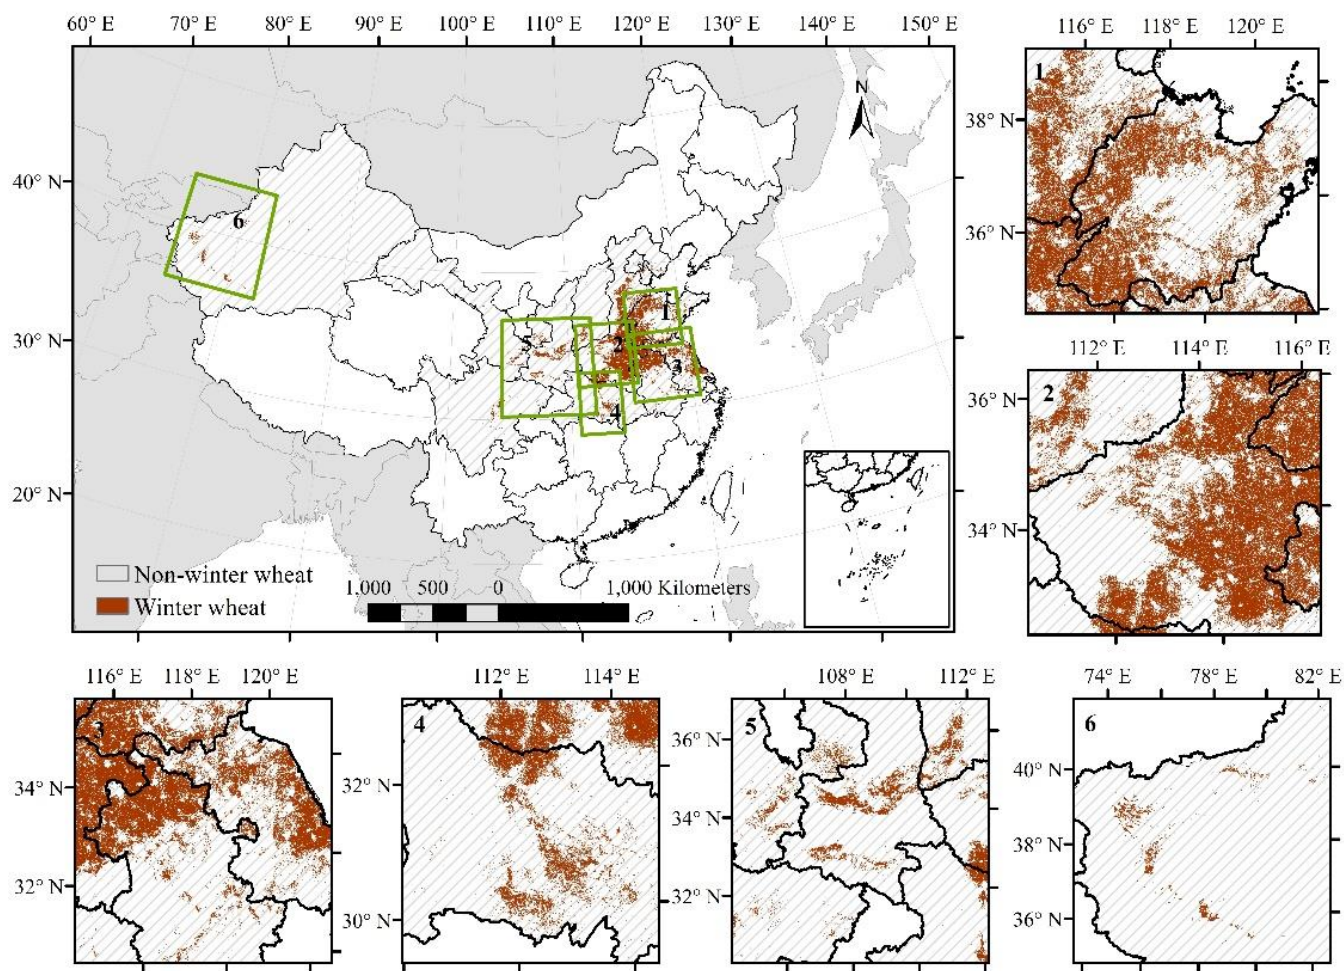 60° E 70° E 80° E 90° E 100° E 110° E 120° E 130° E 140° E 150° E
40° N
30° N
20° N
N
6
5
1
2
3
4
Non-winter wheat
Winter wheat
1,000 500 0 1,000 Kilometers
116° E 118° E 120° E
38° N
36° N
1
112° E 114° E 116° E
36° N
34° N
2
116° E 118° E 120° E
34° N
32° N
3
112° E 114° E
32° N
30° N
4
108° E 112° E
36° N
34° N
32° N
5
74° E 78° E 82° E
40° N
38° N
36° N
6